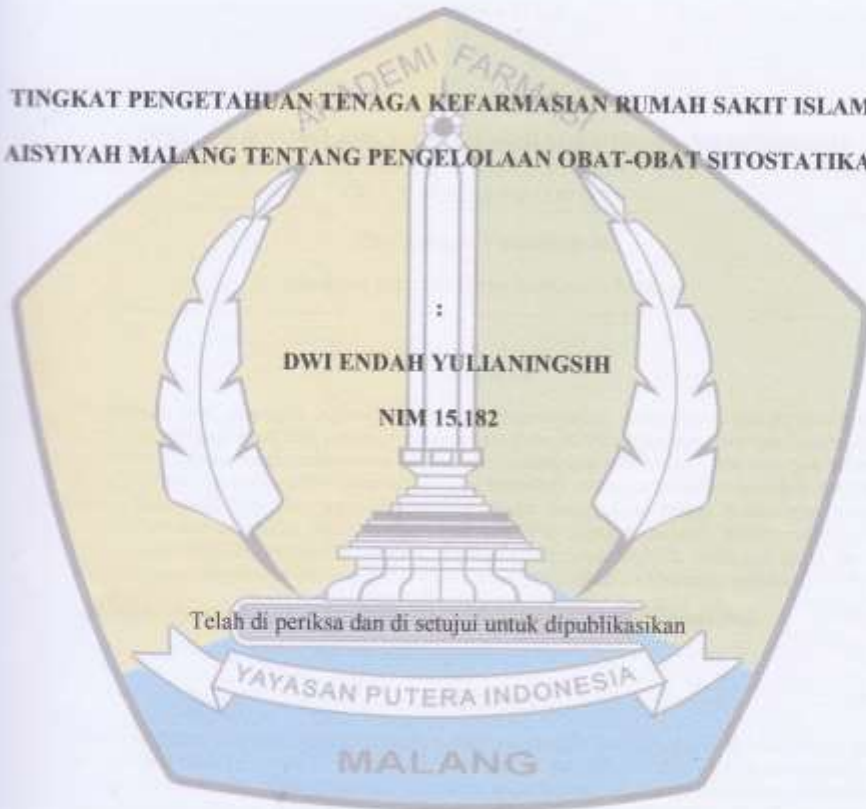 AKADEMI FARMASI
TINGKAT PENGETAHUAN TENAGA KEFARMASIAN RUMAH SAKIT ISLAM
AISYIYAH MALANG TENTANG PENGELOLAAN OBAT-OBAT SITOSTATIKA
:
DWI ENDAH YULIANINGSIH
NIM 15.182
Telah di periksa dan di setujui untuk dipublikasikan
YAYASAN PUTERA INDONESIA
MALANG